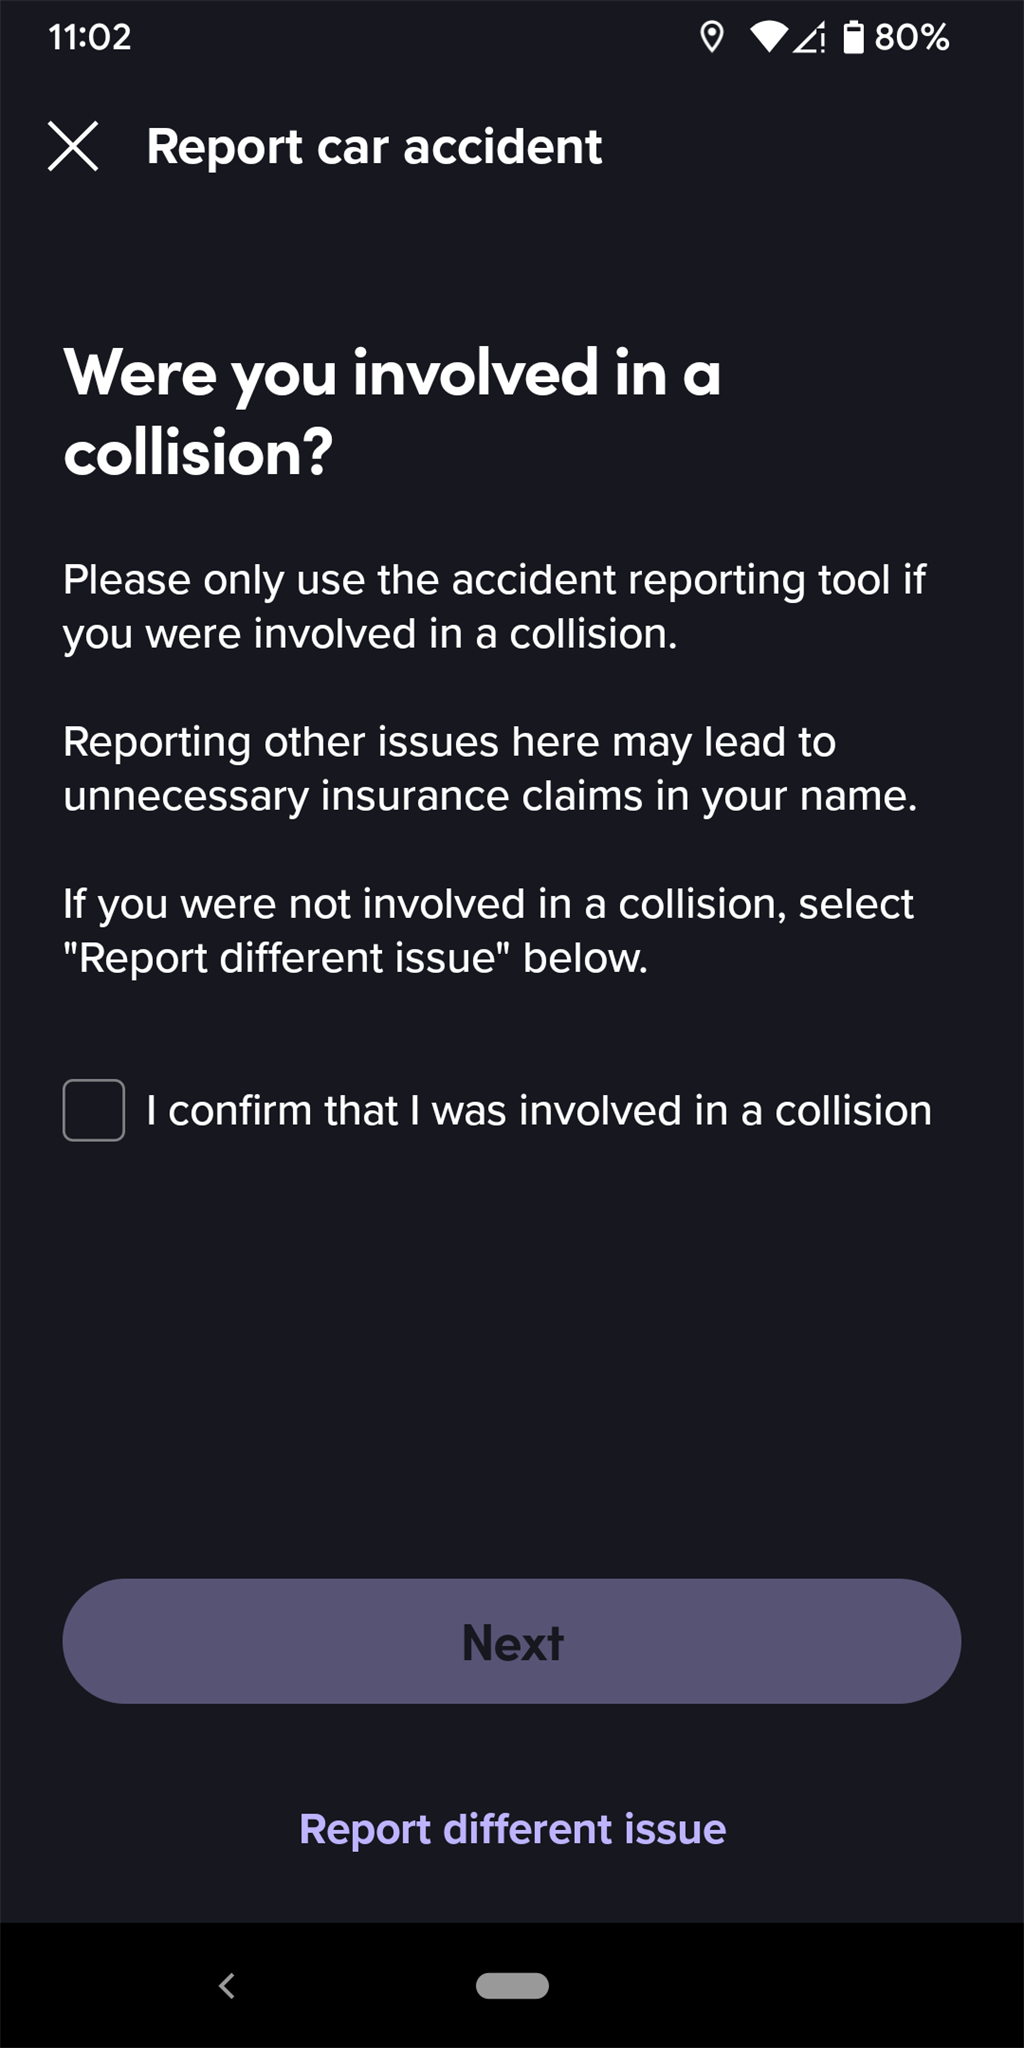 11:02
80%
Report car accident
Were you involved in a
collision?
Please only use the accident reporting tool if
you were involved in a collision.
Reporting other issues here may lead to
unnecessary insurance claims in your name.
If you were not involved in a collision, select
"Report different issue" below.
I confirm that I was involved in a collision
Next
Report different issue